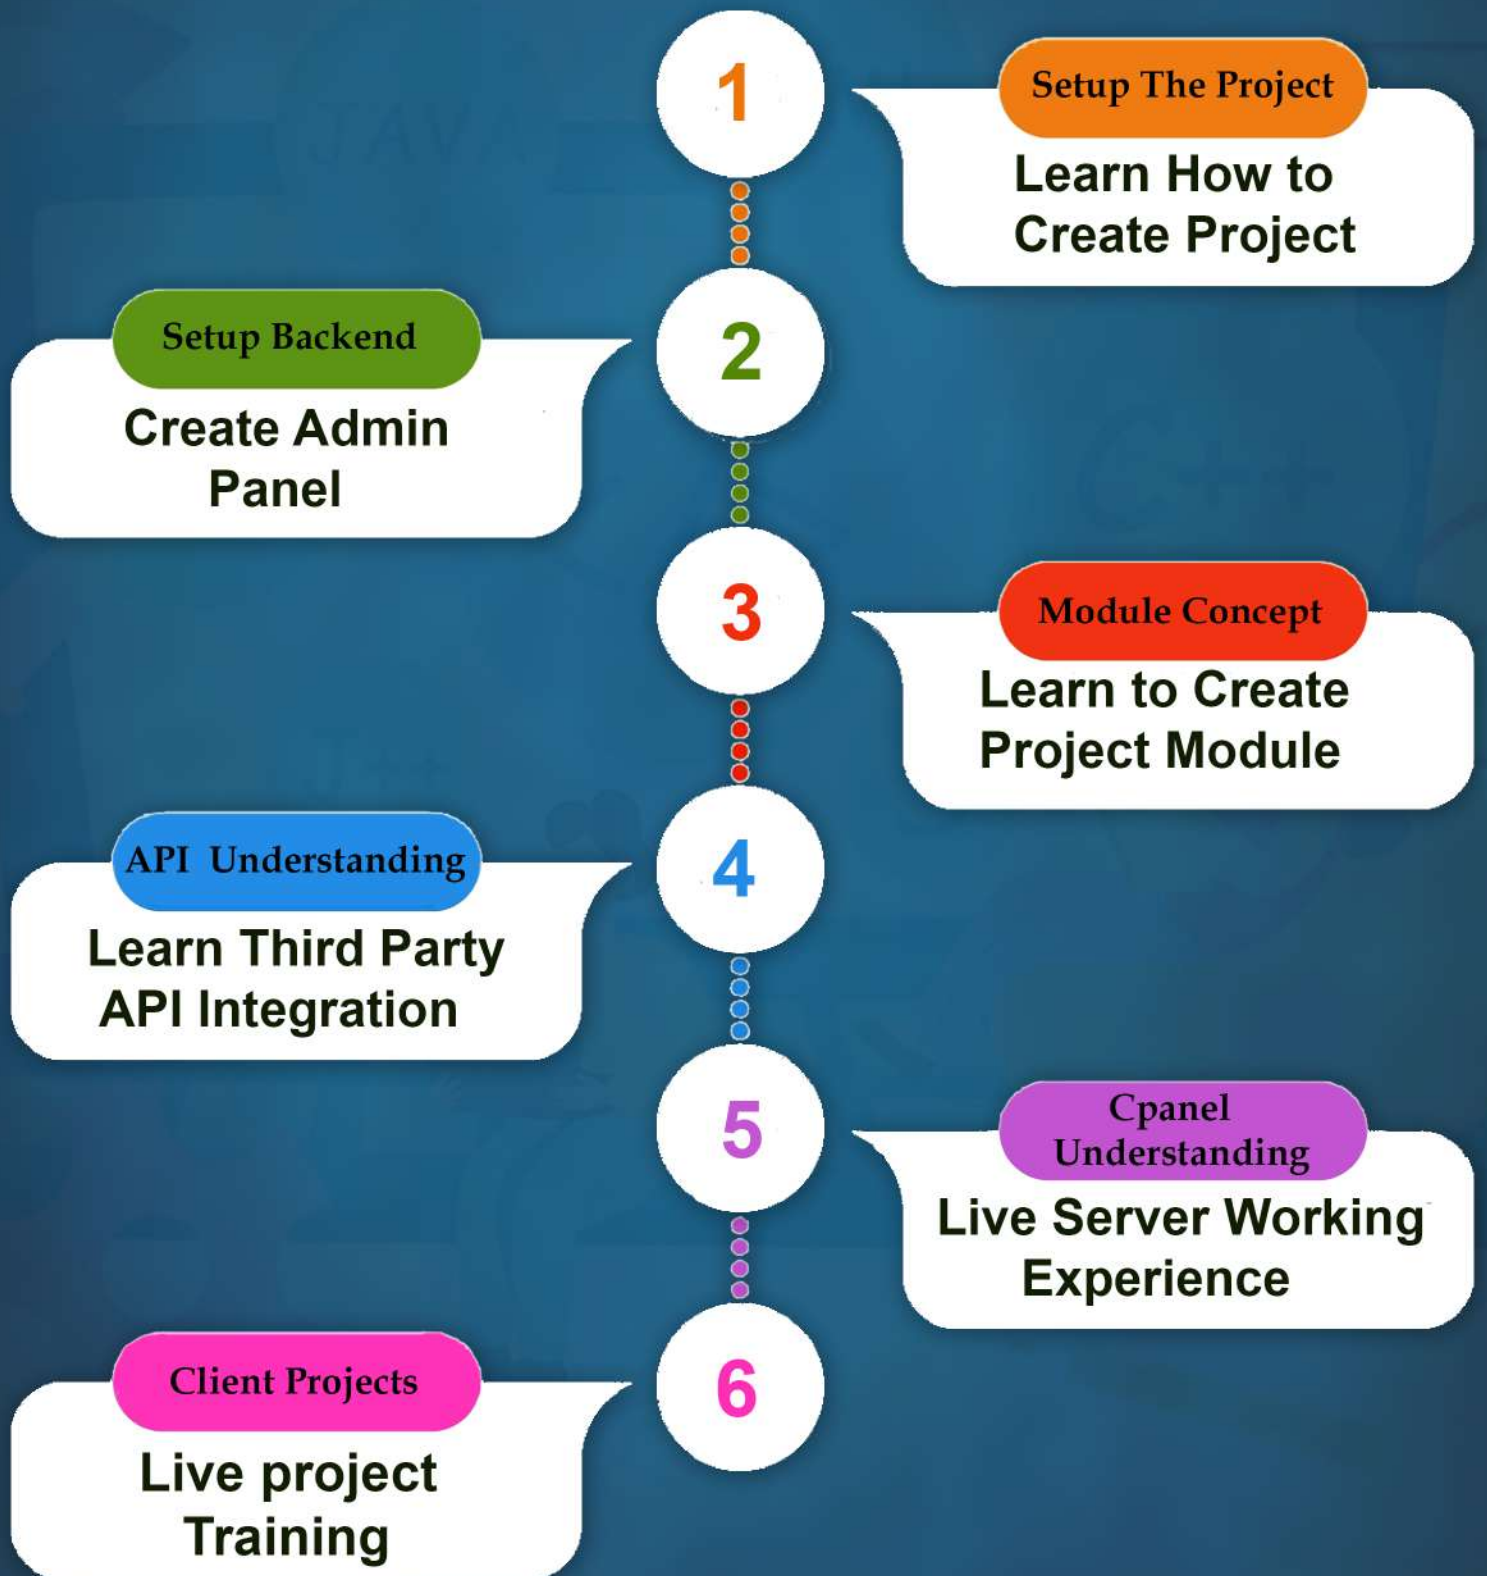 1
Setup The Project
Learn How to
Create Project
2
Setup Backend
Create Admin
Panel
3
Module Concept
Learn to Create
Project Module
4
API Understanding
Learn Third Party
API Integration
5
Cpanel
Understanding
Live Server Working
Experience
6
Client Projects
Live project
Training
JAVA
C++